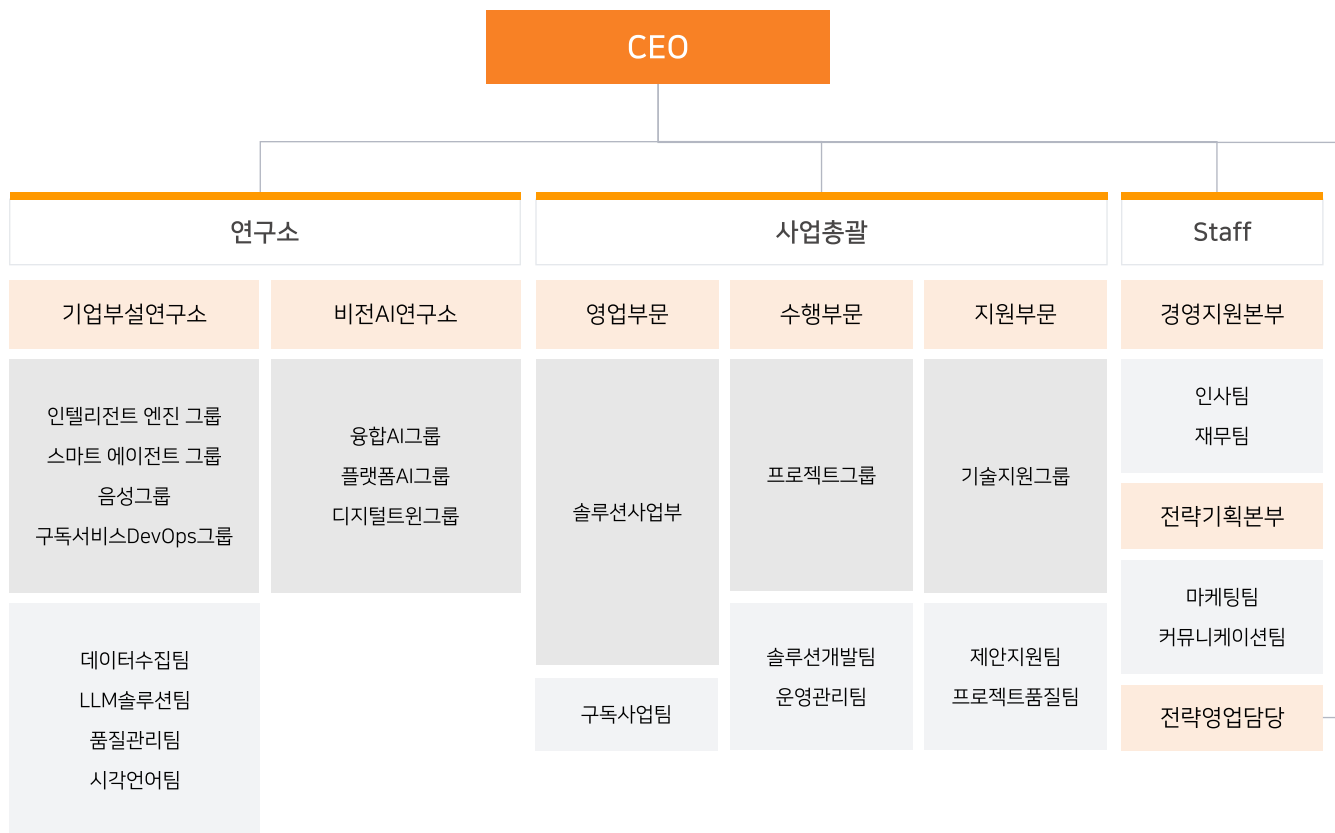 CEO
연구소
사업총괄
Staff
기업부설연구소
비전AI연구소
영업부문
수행부문
지원부문
경영지원본부
인텔리전트 엔진 그룹
스마트 에이전트 그룹
음성그룹
구독서비스DevOps그룹
데이터수집팀
LLM솔루션팀
품질관리팀
시각언어팀
융합AI그룹
플랫폼AI그룹
디지털트윈그룹
솔루션사업부
구독사업팀
프로젝트그룹
솔루션개발팀
운영관리팀
기술지원그룹
제안지원팀
프로젝트품질팀
인사팀
재무팀
전략기획본부
마케팅팀
커뮤니케이션팀
전략영업담당